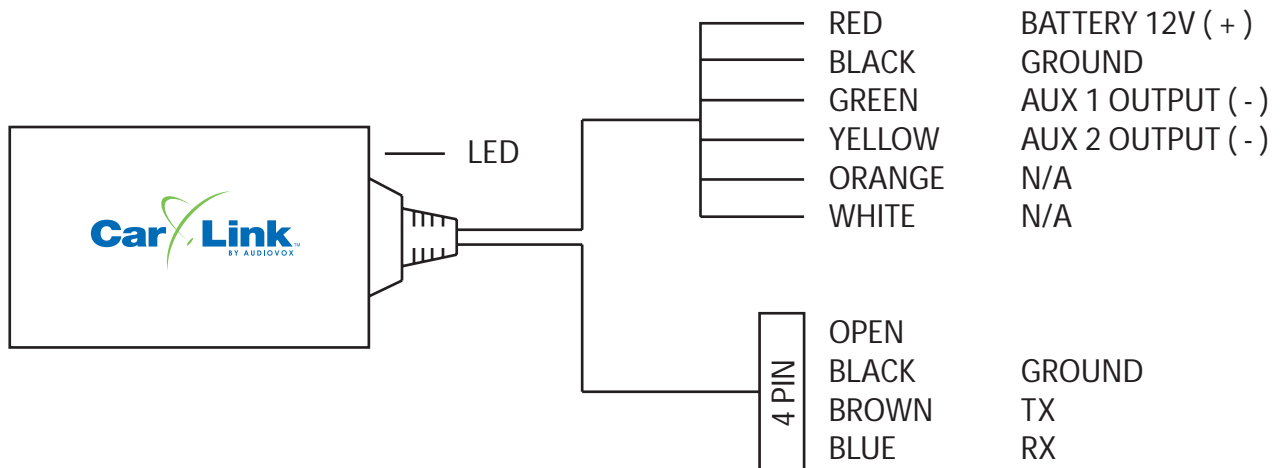 RED BATTERY 12V ( + )
BLACK GROUND
GREEN AUX 1 OUTPUT ( - )
YELLOW AUX 2 OUTPUT ( - )
ORANGE N/A
WHITE N/A
LED
Car Link™
BY AUDIOVOX
4 PIN
OPEN
BLACK GROUND
BROWN TX
BLUE RX